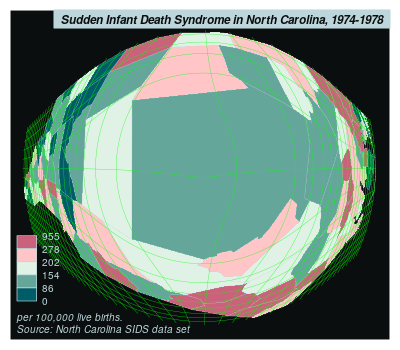 Sudden Infant Death Syndrome in North Carolina, 1974-1978
955
278
202
154
86
0
per 100,000 live births.
Source: North Carolina SIDS data set